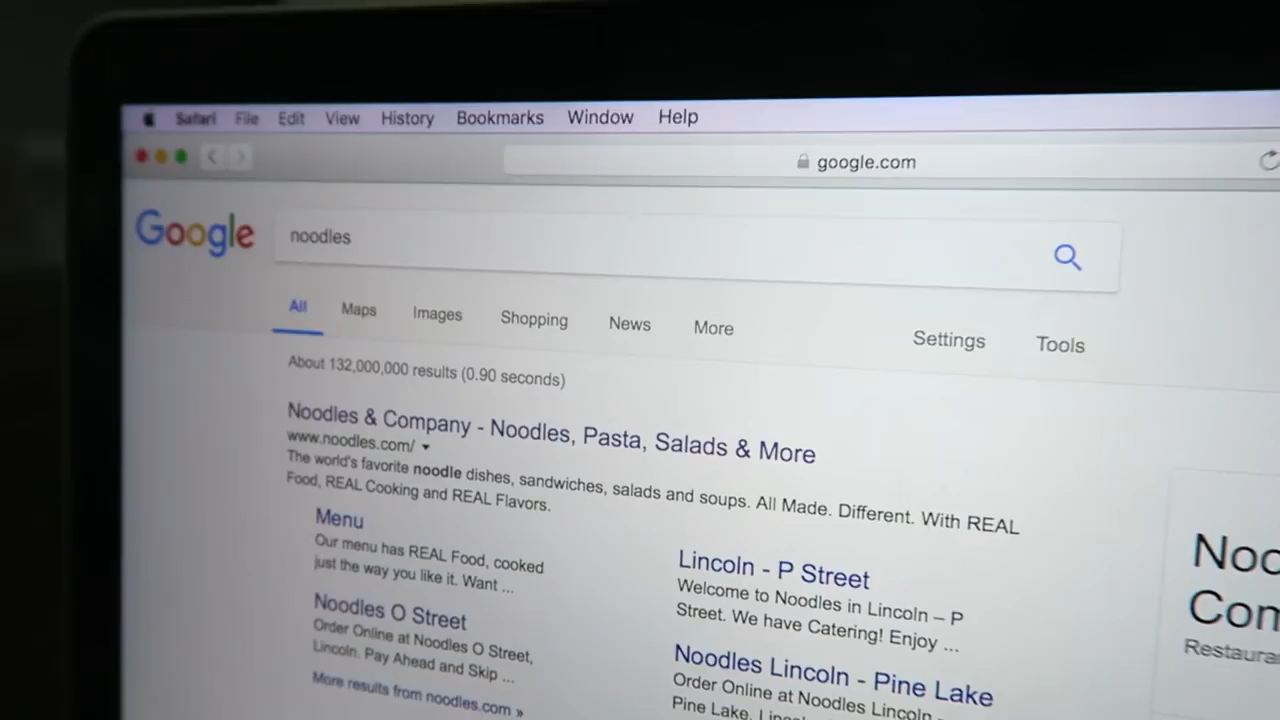 Safari File Edit View History Bookmarks Window Help
google.com
Google noodles
All Maps Images Shopping News More Settings Tools
About 132,000,000 results (0.90 seconds)
Noodles & Company - Noodles, Pasta, Salads & More
www.noodles.com/
The world's favorite noodle dishes, sandwiches, salads and soups. All Made. Different. With REAL
Food, REAL Cooking and REAL Flavors.
Menu
Our menu has REAL Food, cooked
just the way you like it. Want ...
Noodles O Street
Order Online at Noodles O Street,
Lincoln. Pay Ahead and Skip ...
More results from noodles.com »
Lincoln - P Street
Welcome to Noodles in Lincoln – P
Street. We have Catering! Enjoy ...
Noodles Lincoln - Pine Lake
Order Online at Noodles Lincoln -
Pine Lake,
Noo
Com
Restaura